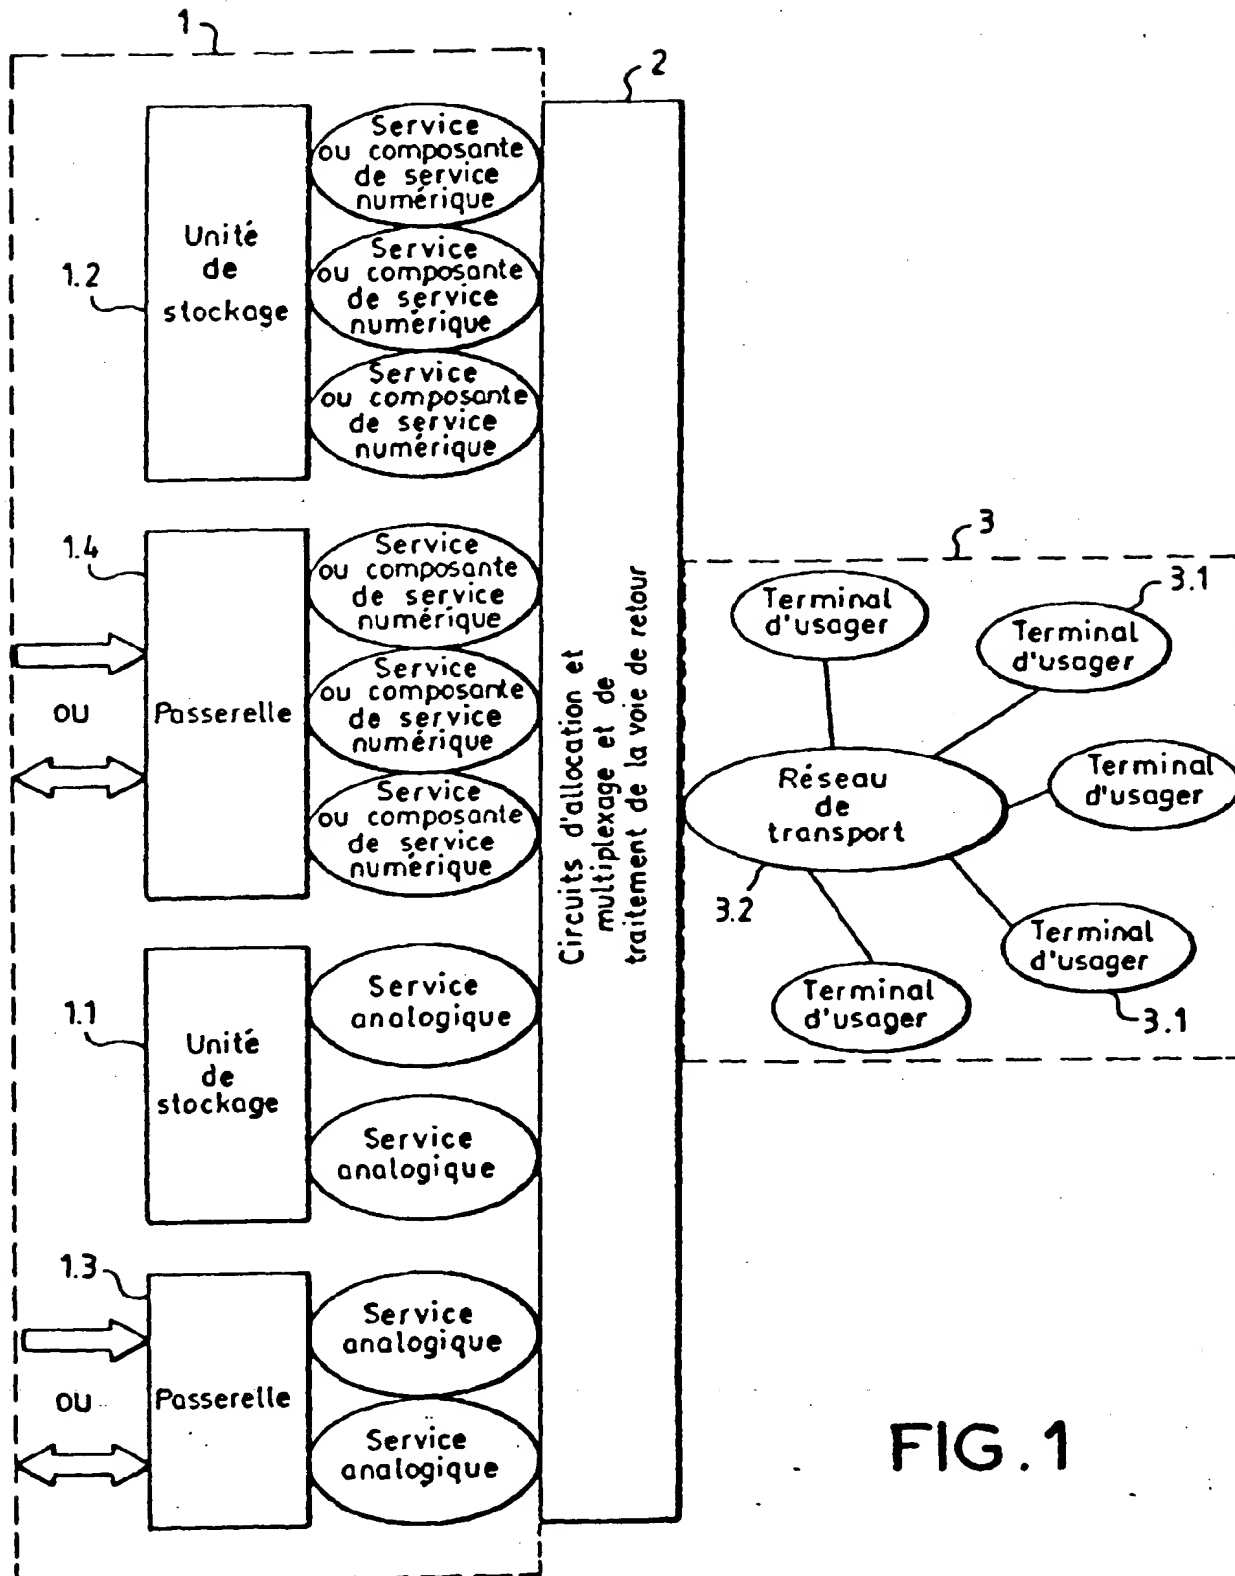 1
2
1.2
Unité
de
stockage
Service
ou composante
de service
numérique
Service
ou composante
de service
numérique
Service
ou composante
de service
numérique
1.4
ou
Passerelle
Service
ou composante
de service
numérique
Service
ou composante
de service
numérique
Service
ou composante
de service
numérique
1.1
Unité
de
stockage
Service
analogique
Service
analogique
1.3
ou
Passerelle
Service
analogique
Service
analogique
Circuits d'allocation et
multiplexage et de
traitement de la voie de retour
3
Terminal
d'usager
3.1
Terminal
d'usager
Terminal
d'usager
Réseau
de
transport
3.2
Terminal
d'usager
3.1
Terminal
d'usager
FIG.1